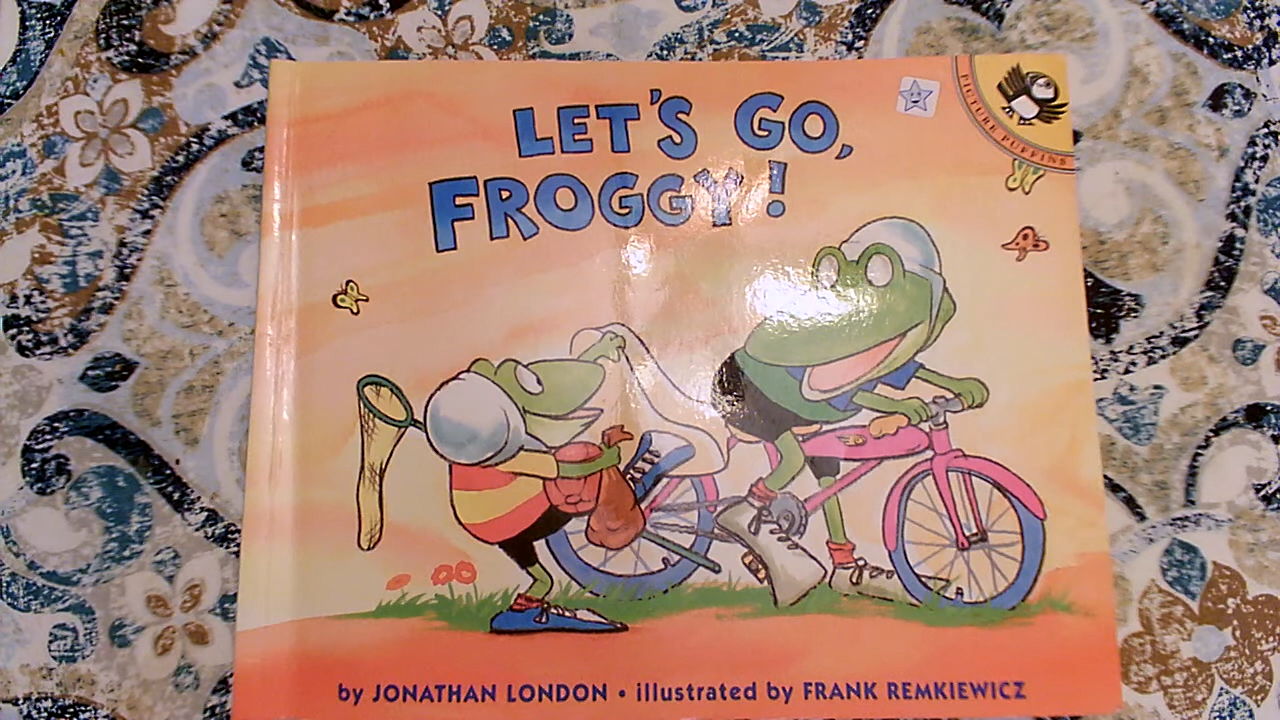 LET'S GO,
FROGGY!
PICTURE PUFFINS
by JONATHAN LONDON • illustrated by FRANK REMKIEWICZ